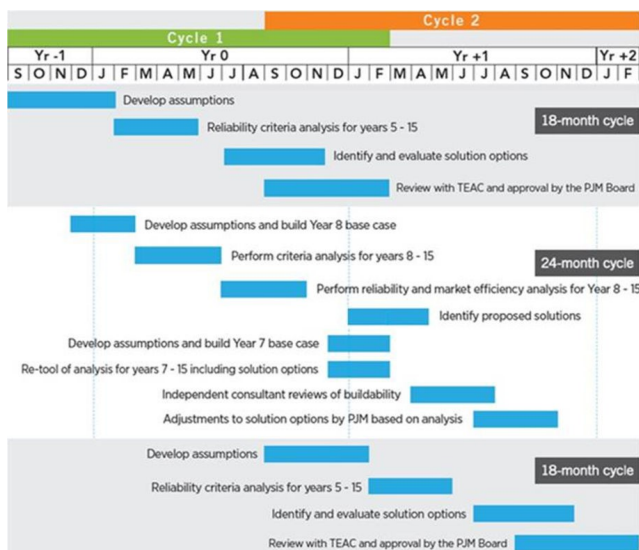 Cycle 2
Cycle 1
Yr -1 Yr 0 Yr +1 Yr +2
S O N D J F M A M J J A S O N D J F M A M J J A S O N D J F
Develop assumptions
Reliability criteria analysis for years 5 - 15
18-month cycle
Identify and evaluate solution options
Review with TEAC and approval by the PJM Board
Develop assumptions and build Year 8 base case
Perform criteria analysis for years 8 - 15
24-month cycle
Perform reliability and market efficiency analysis for Year 8 - 15
Identify proposed solutions
Develop assumptions and build Year 7 base case
Re-tool of analysis for years 7 - 15 including solution options
Independent consultant reviews of buildability
Adjustments to solution options by PJM based on analysis
Develop assumptions
18-month cycle
Reliability criteria analysis for years 5 - 15
Identify and evaluate solution options
Review with TEAC and approval by the PJM Board